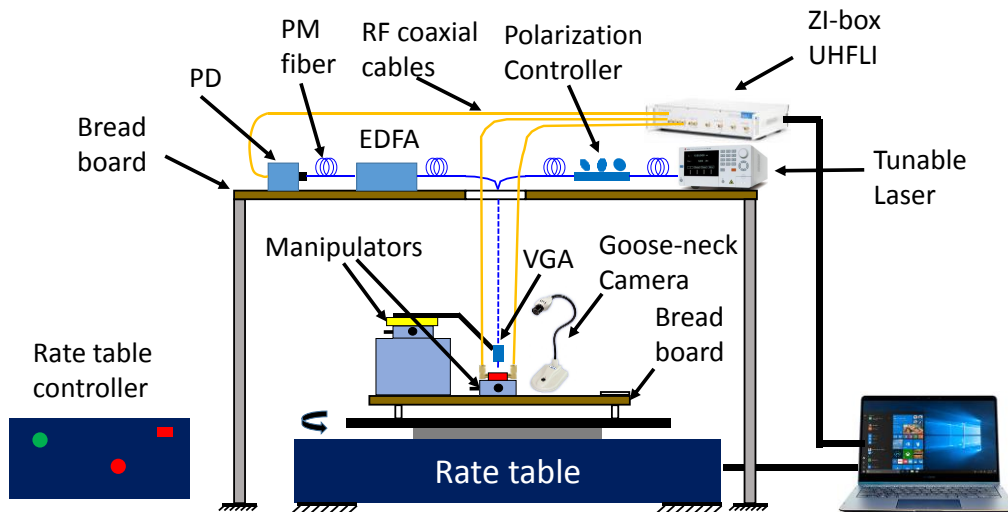 PM
fiber
RF coaxial
cables
Polarization
Controller
ZI-box
UHFLI
PD
Bread
board
EDFA
Tunable
Laser
Manipulators
VGA
Goose-neck
Camera
Bread
board
Rate table
controller
Rate table